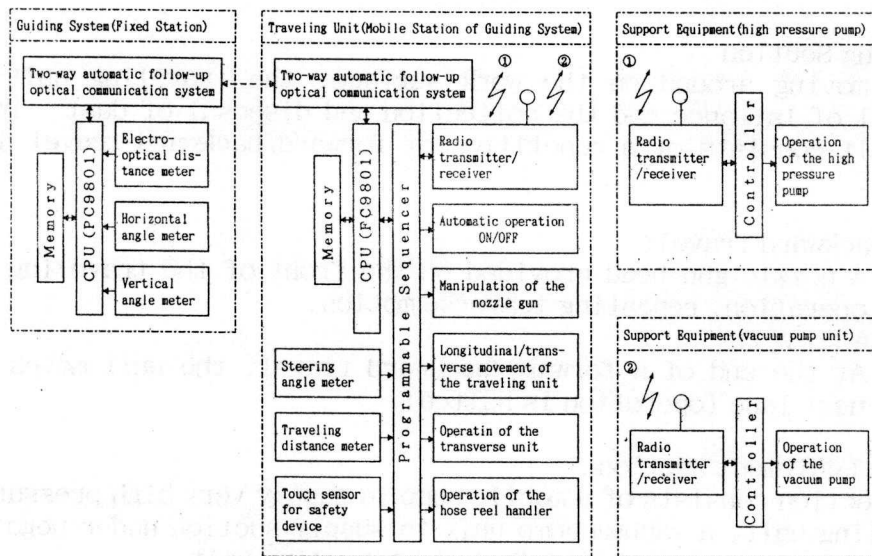 Guiding System(Fixed Station)
Two-way automatic follow-up
optical communication system
Memory
CPU (PC9801)
Electro-
optical dis-
tance meter
Horizontal
angle meter
Vertical
angle meter
Traveling Unit(Mobile Station of Guiding System)
①
②
Two-way automatic follow-up
optical communication system
Memory
CPU (PC9801)
Programmable Sequencer
Radio
transmitter/
receiver
Automatic operation
ON/OFF
Manipulation of the
nozzle gun
Steering
angle meter
Longitudinal/trans-
verse movement of
the traveling unit
Traveling
distance meter
Operatin of the
transverse unit
Touch sensor
for safety
device
Operation of the
hose reel handler
Support Equipment(high pressure pump)
①
Radio
transmitter
/receiver
Controller
Operation
of the high
pressure
pump
Support Equipment(vacuum pump unit)
②
Radio
transmitter
/receiver
Controller
Operation of
the vacuum
pump